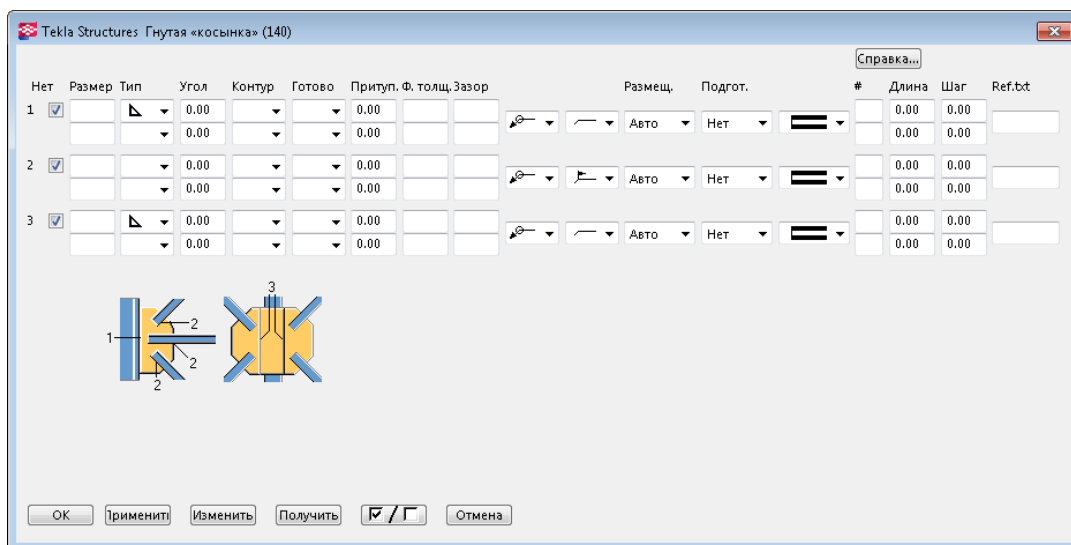 Tekla Structures Гнутая «косынка» (140)
Справка...
Нет Размер Тип Угол Контур Готово Притуп. Ф. толщ. Зазор Размещ. Подгот. # Длина Шаг Ref.txt
1 0.00 0.00 Авто Нет 0.00 0.00
0.00 0.00 0.00 0.00
2 0.00 0.00 Авто Нет 0.00 0.00
0.00 0.00 0.00 0.00
3 0.00 0.00 Авто Нет 0.00 0.00
0.00 0.00 0.00 0.00
3
2
1
2
2
OK Применить Изменить Получить / Отмена